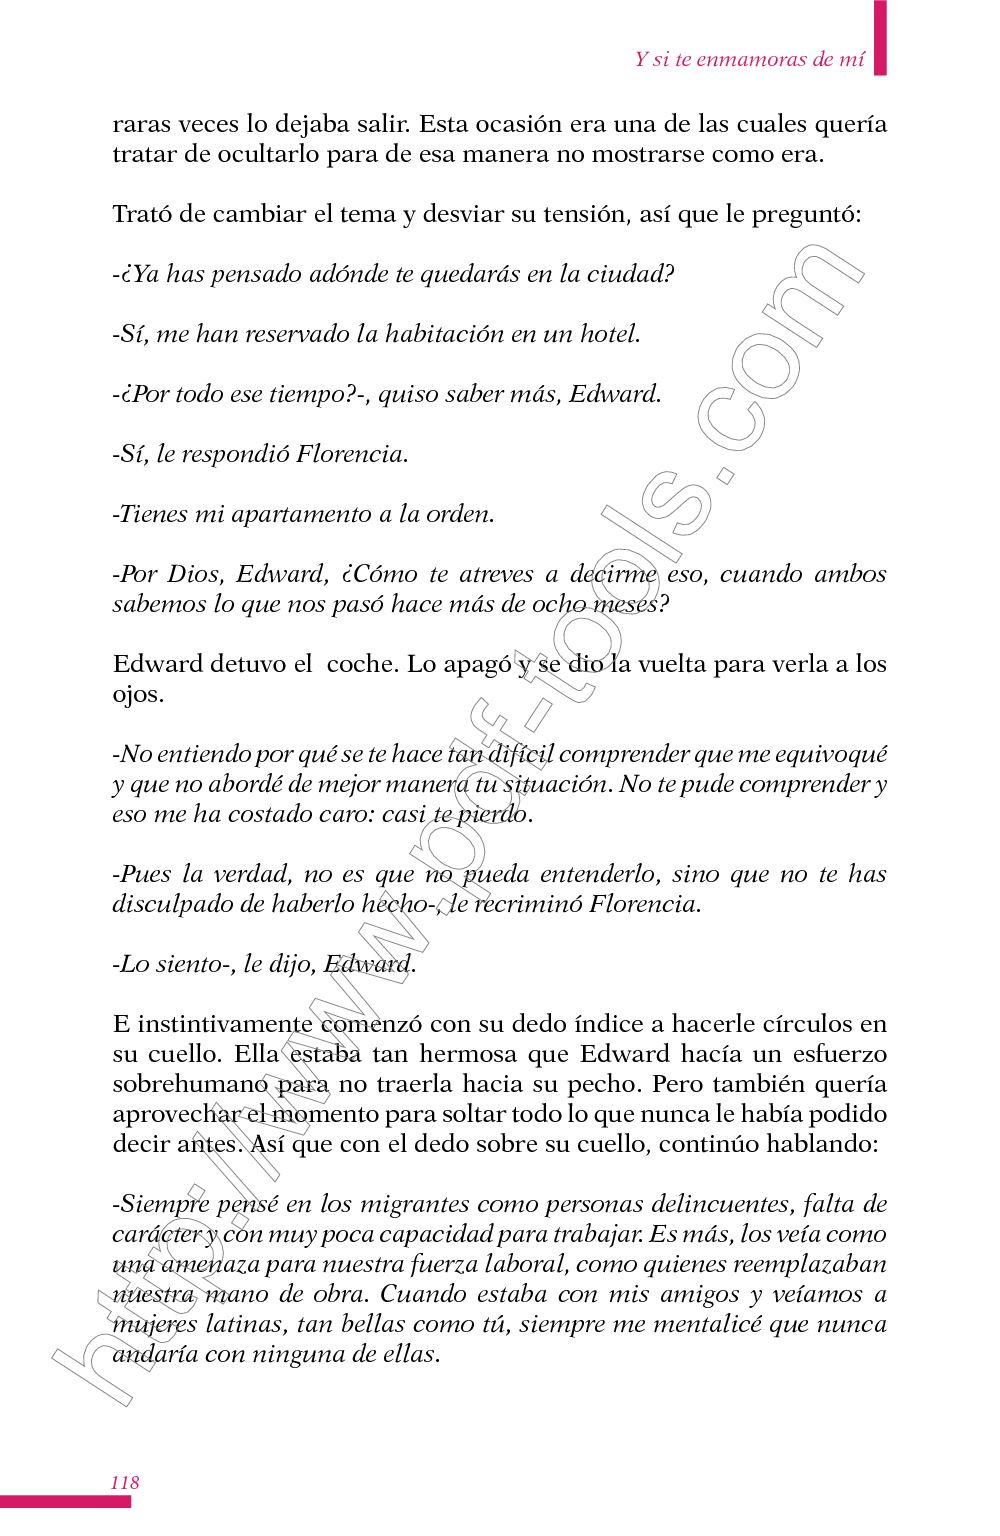 Y si te enmamoras de mí
raras veces lo dejaba salir. Esta ocasión era una de las cuales quería
tratar de ocultarlo para de esa manera no mostrarse como era.
Trató de cambiar el tema y desviar su tensión, así que le preguntó:
-¿Ya has pensado adónde te quedarás en la ciudad?
-Sí, me han reservado la habitación en un hotel.
-¿Por todo ese tiempo?-, quiso saber más, Edward.
-Sí, le respondió Florencia.
-Tienes mi apartamento a la orden.
-Por Dios, Edward, ¿Cómo te atreves a decirme eso, cuando ambos
sabemos lo que nos pasó hace más de ocho meses?
Edward detuvo el  coche. Lo apagó y se dio la vuelta para verla a los
ojos.
-No entiendo por qué se te hace tan difícil comprender que me equivoqué
y que no abordé de mejor manera tu situación. No te pude comprender y
eso me ha costado caro: casi te pierdo.
-Pues la verdad, no es que no pueda entenderlo, sino que no te has
disculpado de haberlo hecho-, le recriminó Florencia.
-Lo siento-, le dijo, Edward.
E instintivamente comenzó con su dedo índice a hacerle círculos en
su cuello. Ella estaba tan hermosa que Edward hacía un esfuerzo
sobrehumano para no traerla hacia su pecho. Pero también quería
aprovechar el momento para soltar todo lo que nunca le había podido
decir antes. Así que con el dedo sobre su cuello, continúo hablando:
-Siempre pensé en los migrantes como personas delincuentes, falta de
carácter y con muy poca capacidad para trabajar. Es más, los veía como
una amenaza para nuestra fuerza laboral, como quienes reemplazaban
nuestra mano de obra. Cuando estaba con mis amigos y veíamos a
mujeres latinas, tan bellas como tú, siempre me mentalicé que nunca
andaría con ninguna de ellas.
118
http://www.pdf-tools.com